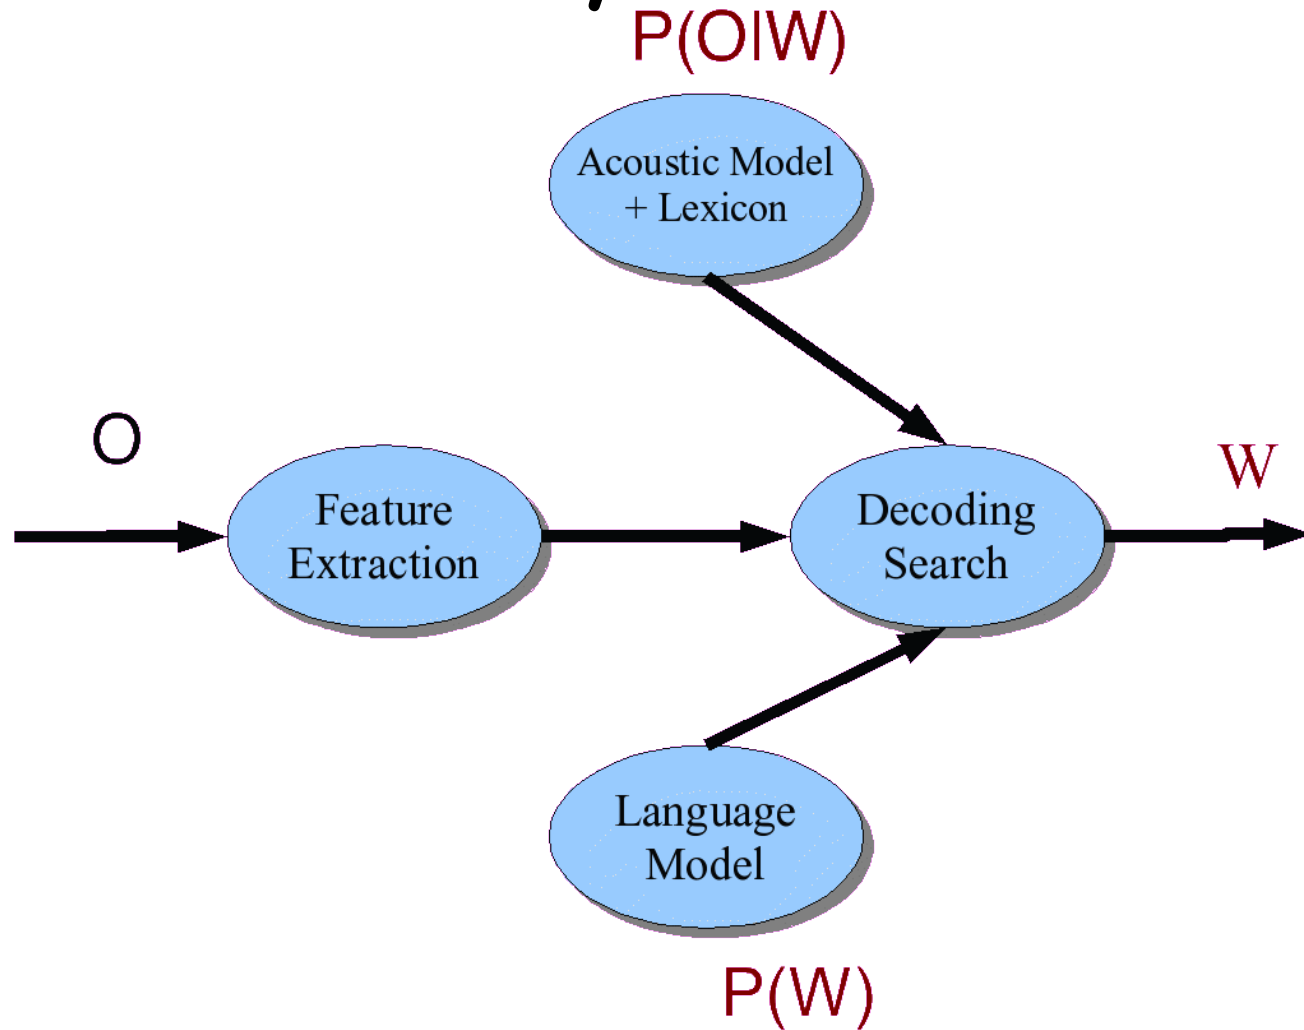 P(O|W)
Acoustic Model
+ Lexicon
O
Feature
Extraction
Decoding
Search
W
Language
Model
P(W)